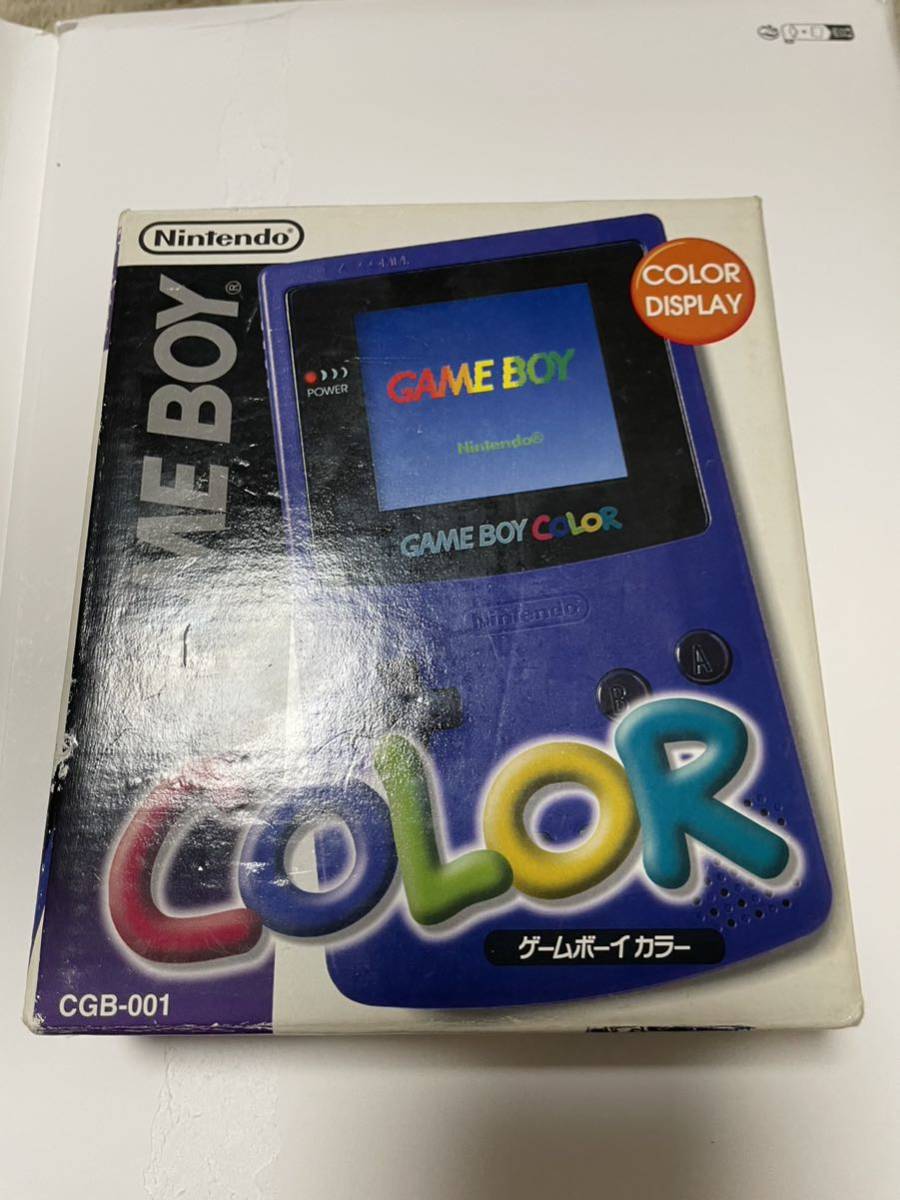 Nintendo®
GAME BOY®
COLOR
DISPLAY
POWER
GAME BOY
Nintendo®
GAME BOY COLOR
Nintendo
A
B
COLOR
ゲームボーイ カラー
CGB-001